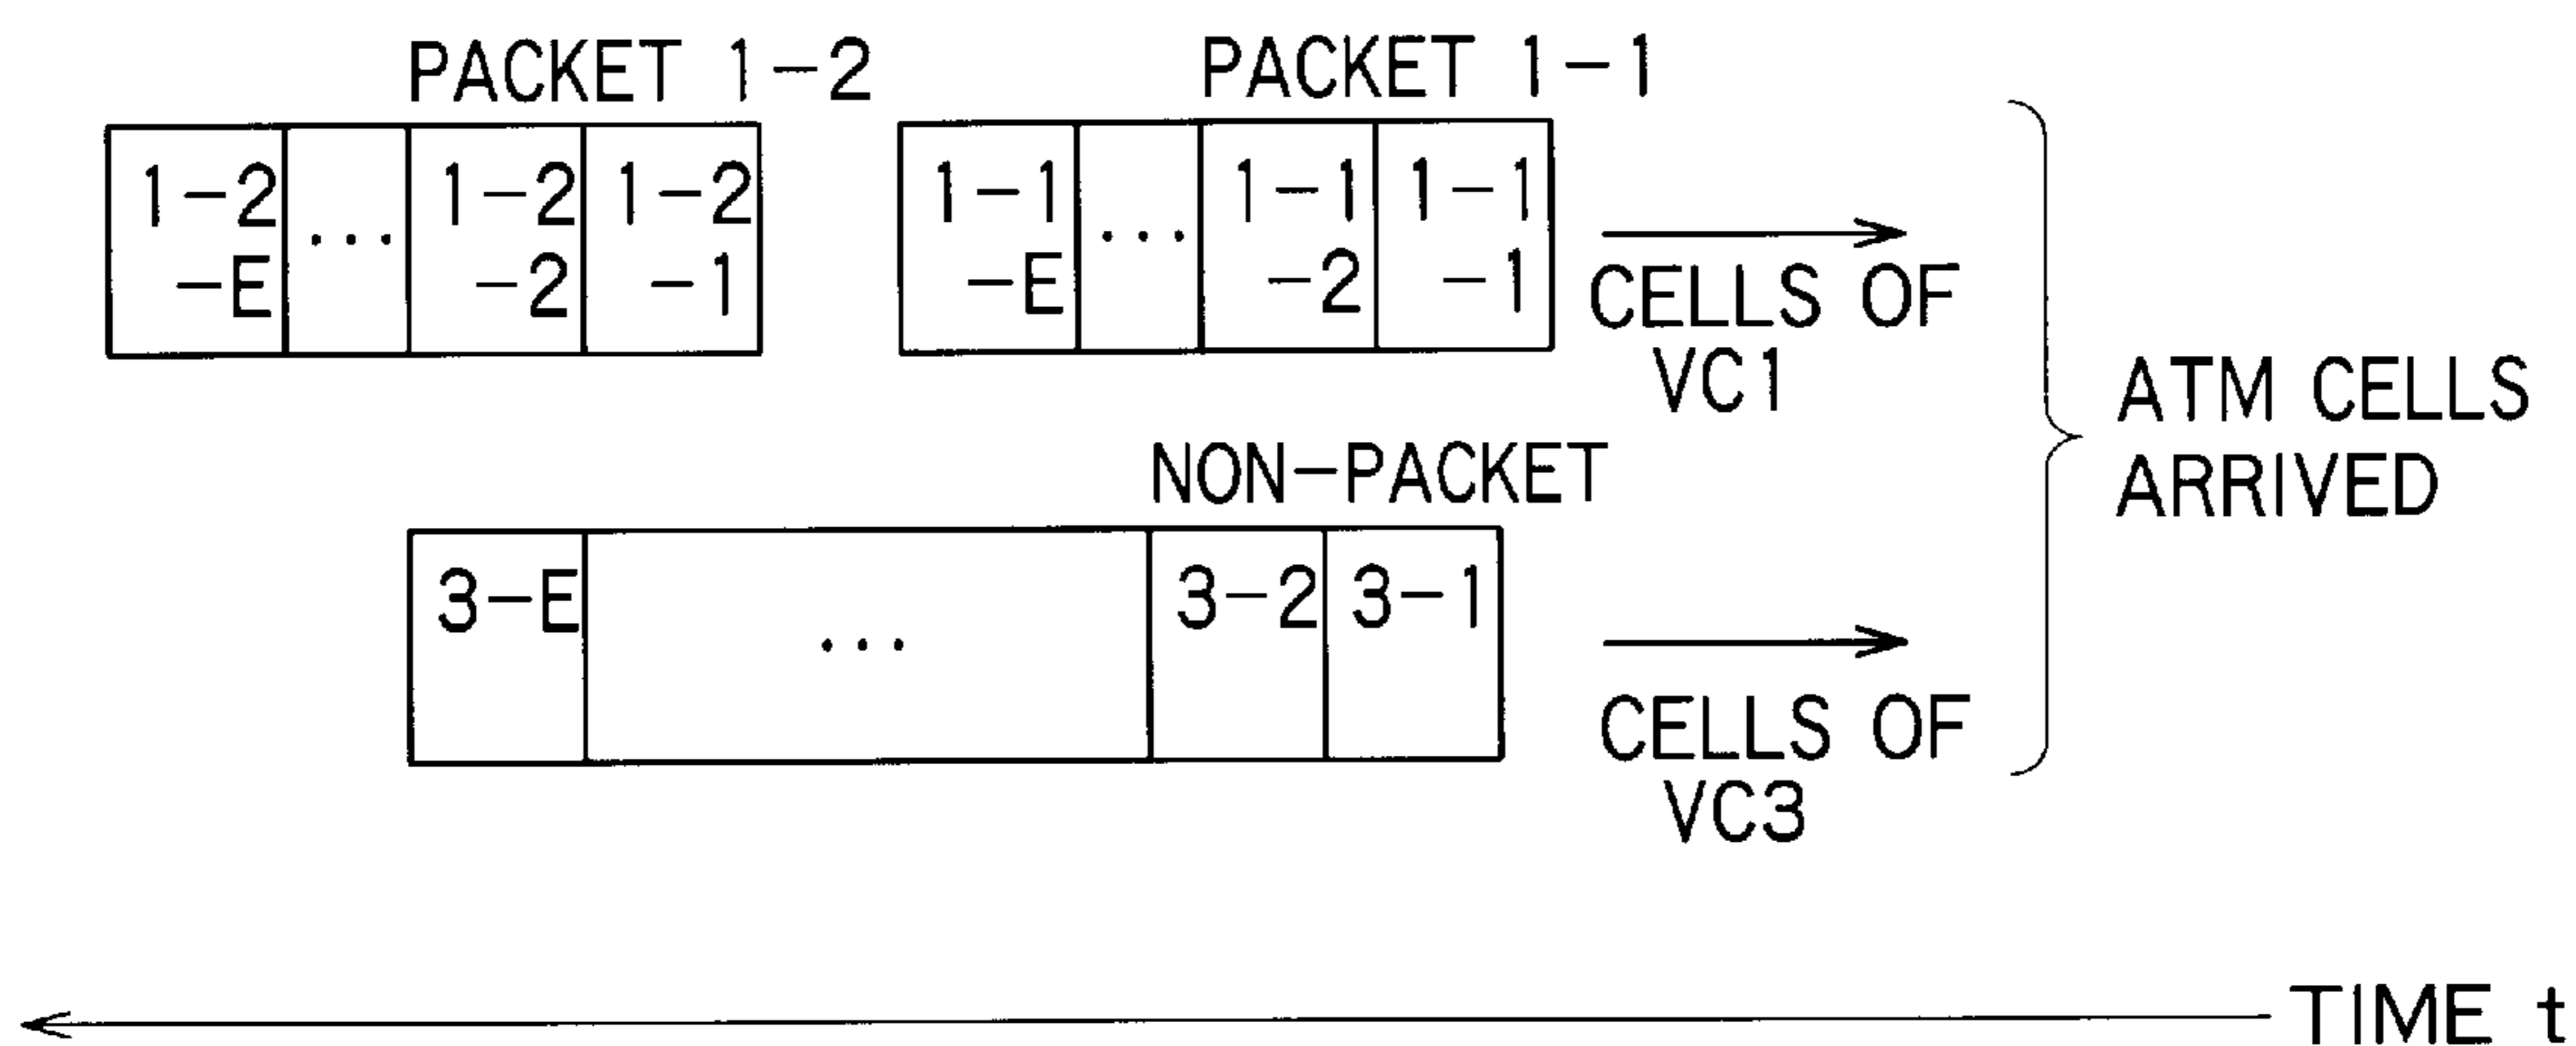 PACKET 1-2
PACKET 1-1
1-2
-E
...
1-2
-2
1-2
-1
1-1
-E
...
1-1
-2
1-1
-1
CELLS OF
VC1
NON-PACKET
3-E
...
3-2
3-1
CELLS OF
VC3
ATM CELLS
ARRIVED
TIME t